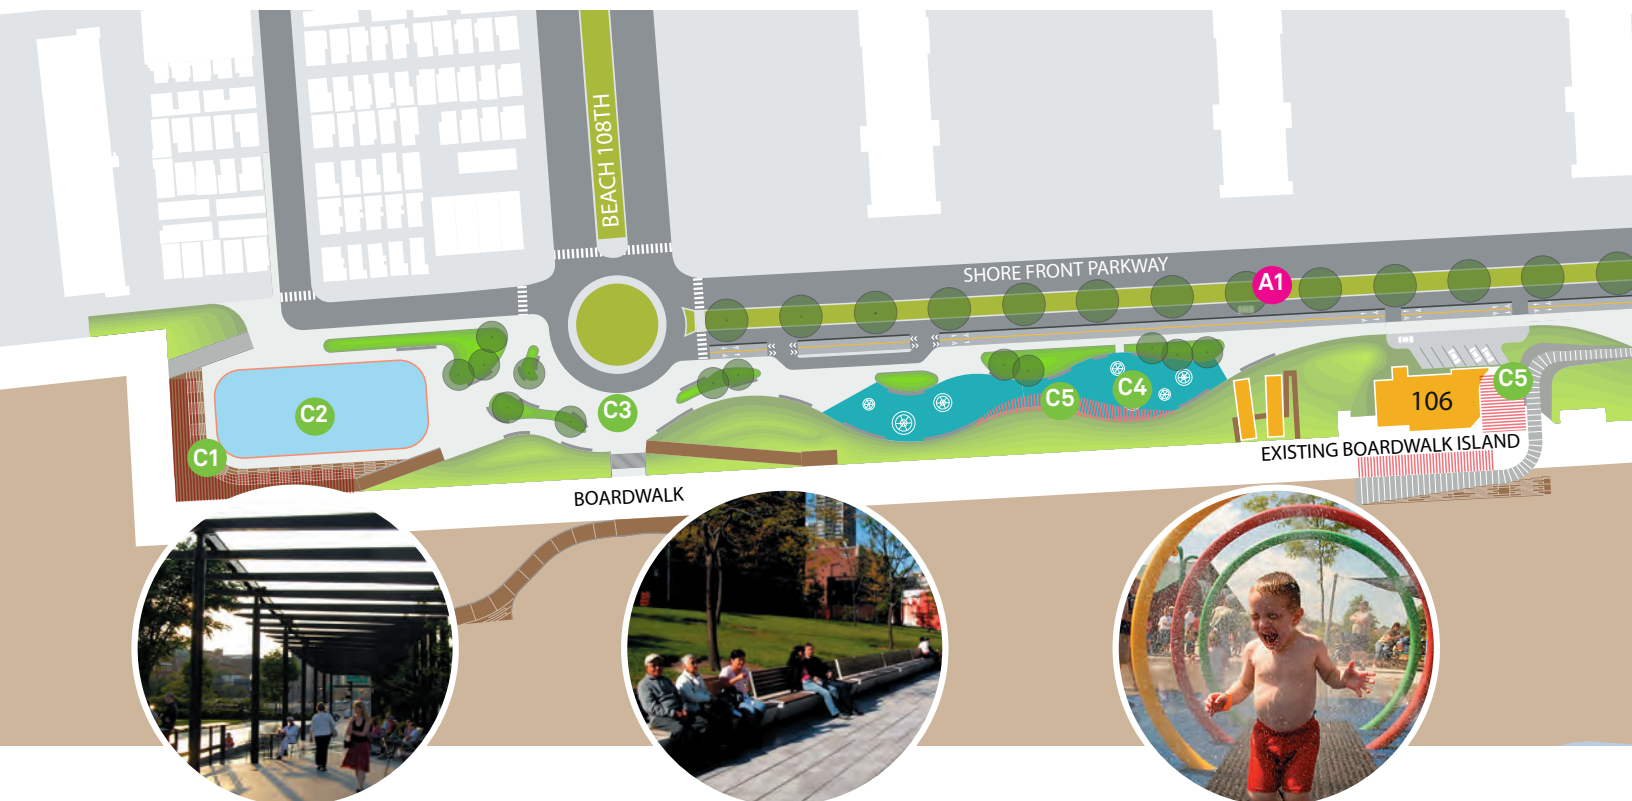 BEACH 108TH
SHORE FRONT PARKWAY
A1
C5
C4
C5
106
C3
C2
C1
EXISTING BOARDWALK ISLAND
BOARDWALK